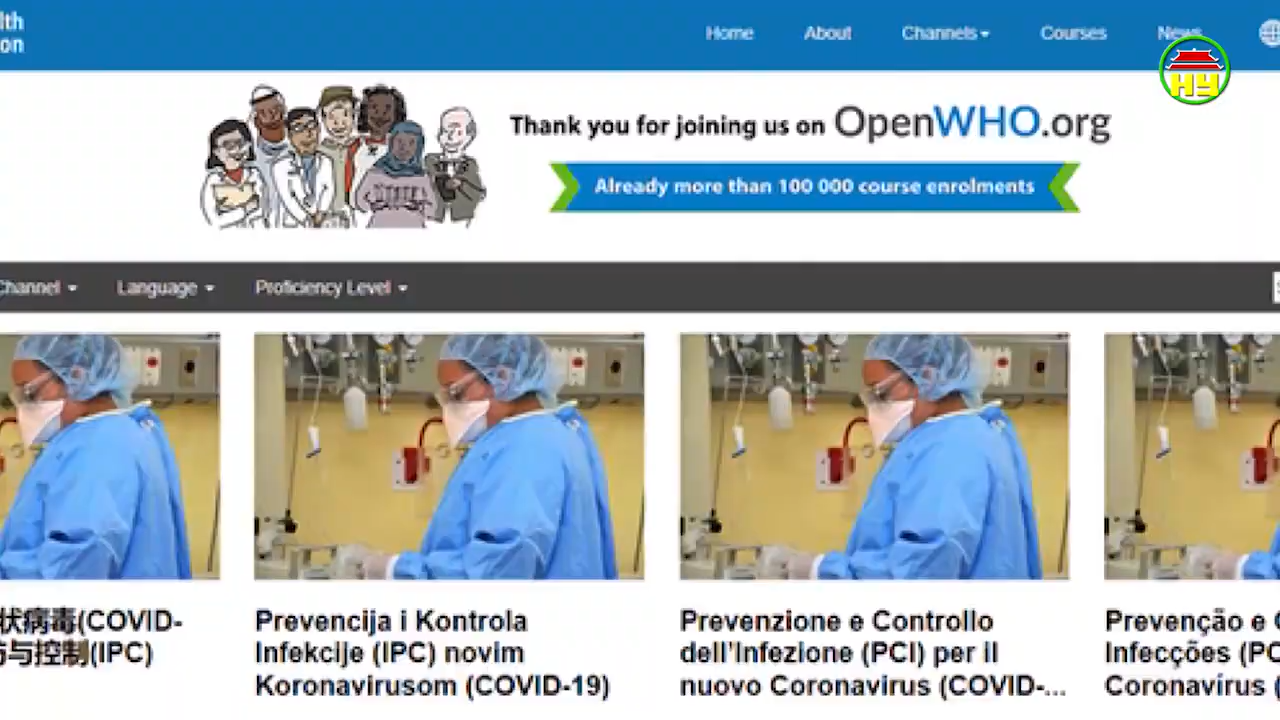 lth
on
Home About Channels Courses News
HY
Thank you for joining us on OpenWHO.org
Already more than 100 000 course enrolments
Channel Language Proficiency Level
状病毒(COVID-
与控制(IPC)
Prevencija i Kontrola
Infekcije (IPC) novim
Koronavirusom (COVID-19)
Prevenzione e Controllo
dell'Infezione (PCI) per il
nuovo Coronavirus (COVID-...
Prevenção e
Infecções (PC
Coronavírus (